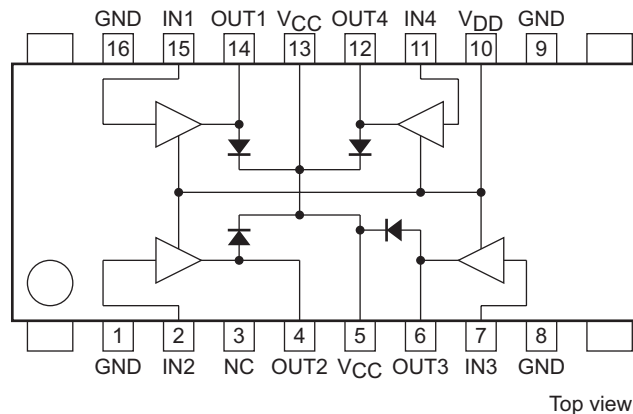 GND IN1 OUT1 VCC OUT4 IN4 VDD GND
16 15 14 13 12 11 10 9
1 2 3 4 5 6 7 8
GND IN2 NC OUT2 VCC OUT3 IN3 GND
Top view